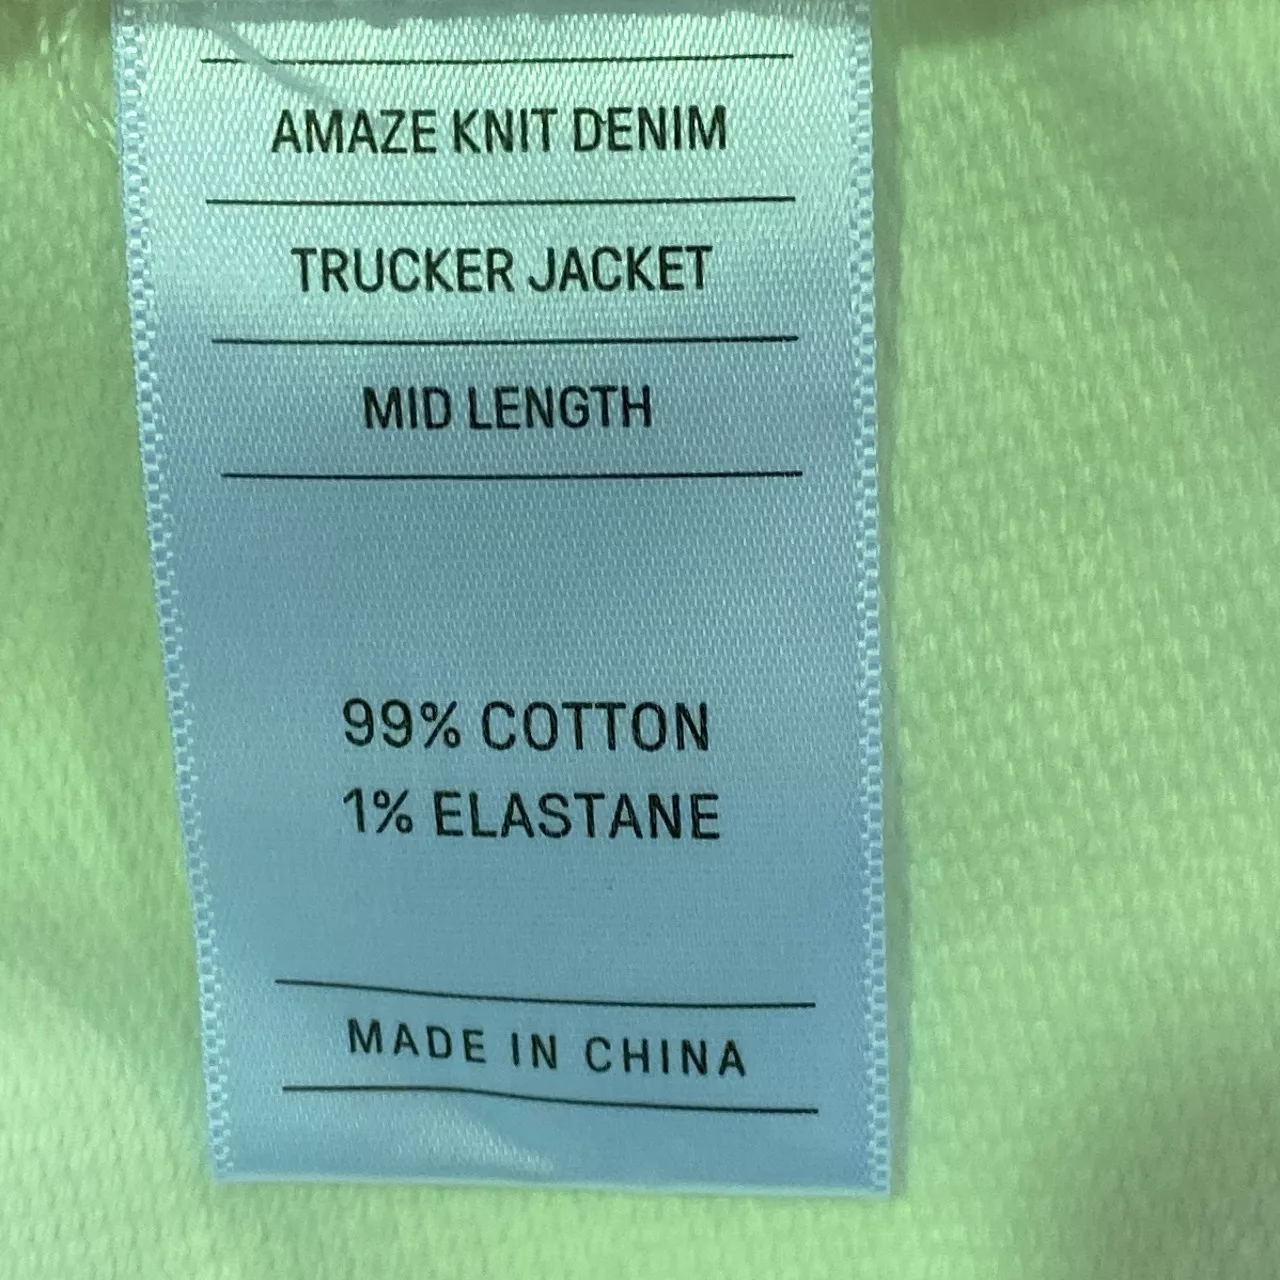 AMAZE KNIT DENIM
TRUCKER JACKET
MID LENGTH
99% COTTON
1% ELASTANE
MADE IN CHINA